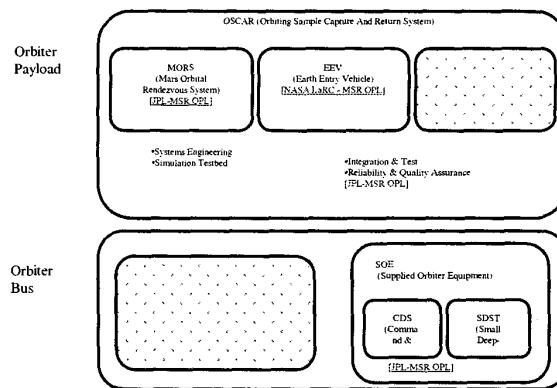 OSCAR (Orbiting Sample Capture And Return System)
Orbiter
Payload
MORS
(Mars Orbital
Rendezvous System)
[JPL-MSR OPL]
EEV
(Earth Entry Vehicle)
[NASA LaRC - MSR OPL]
•Systems Engineering
•Simulation Testbed
•Integration & Test
•Reliability & Quality Assurance
[JPL-MSR OPL]
Orbiter
Bus
SOE
(Supplied Orbiter Equipment)
CDS
(Comma
nd &
SDST
(Small
Deep-
[JPL-MSR OPL]